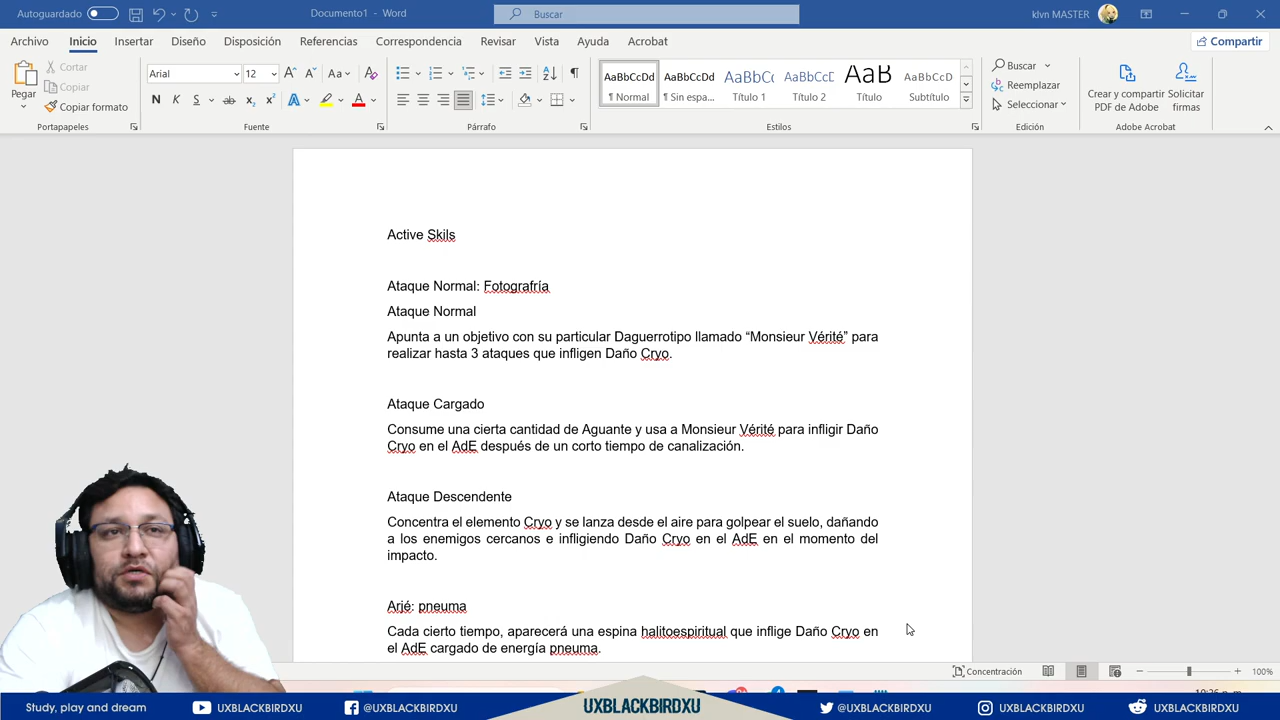 Autoguardado
Documento1 - Word
Buscar
klvn MASTER
Archivo Inicio Insertar Diseño Disposición Referencias Correspondencia Revisar Vista Ayuda Acrobat
Compartir
Pegar
Cortar
Copiar
Copiar formato
Portapapeles
Arial 12
Aa
N K S ab x₂ x² A A
Fuente
Párrafo
AaBbCcDd AaBbCcDd AaBbCc AaBbCcD AaB AaBbCcD
¶ Normal ¶ Sin espa... Título 1 Título 2 Título Subtítulo
Estilos
Buscar
Reemplazar
Seleccionar
Edición
Crear y compartir PDF de Adobe
Solicitar firmas
Adobe Acrobat
Active Skils
Ataque Normal: Fotografría
Ataque Normal
Apunta a un objetivo con su particular Daguerrotipo llamado “Monsieur Vérité” para
realizar hasta 3 ataques que infligen Daño Cryo.
Ataque Cargado
Consume una cierta cantidad de Aguante y usa a Monsieur Vérité para infligir Daño
Cryo en el AdE después de un corto tiempo de canalización.
Ataque Descendente
Concentra el elemento Cryo y se lanza desde el aire para golpear el suelo, dañando
a los enemigos cercanos e infligiendo Daño Cryo en el AdE en el momento del
impacto.
Arjé: pneuma
Cada cierto tiempo, aparecerá una espina halitoespiritual que inflige Daño Cryo en
el AdE cargado de energía pneuma.
Concentración
100%
Study, play and dream
UXBLACKBIRDXU
@UXBLACKBIRDXU
UXBLACKBIRDXU
@UXBLACKBIRDXU
UXBLACKBIRDXU
UXBLACKBIRDXU